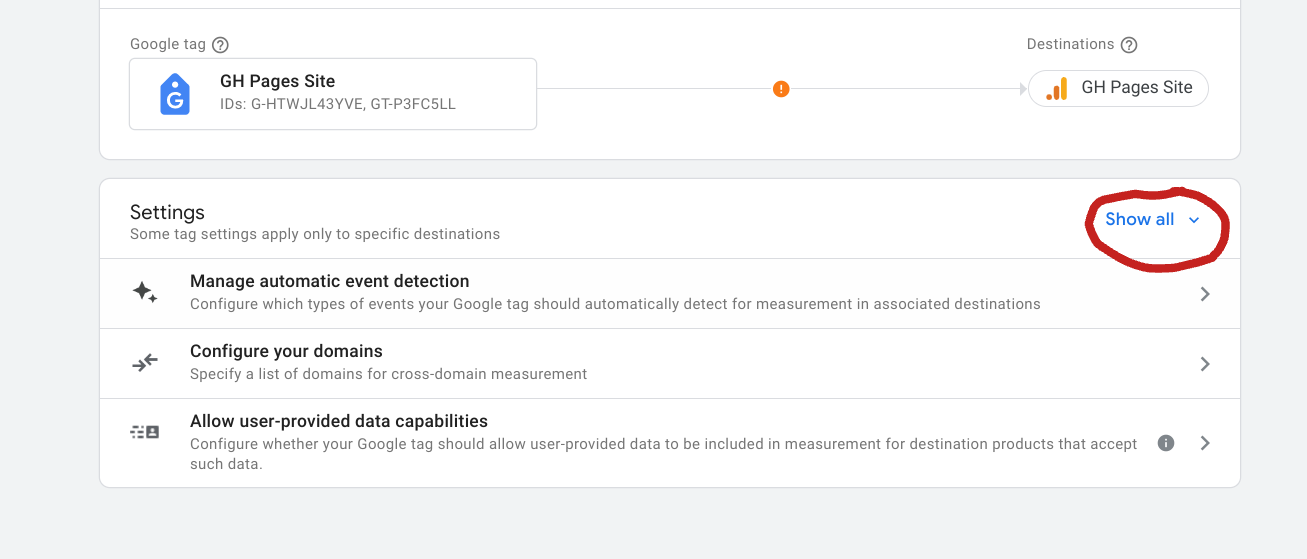 Google tag
Destinations
GH Pages Site
IDs: G-HTWJL43YVE, GT-P3FC5LL
GH Pages Site
Settings
Some tag settings apply only to specific destinations
Show all
Manage automatic event detection
Configure which types of events your Google tag should automatically detect for measurement in associated destinations
Configure your domains
Specify a list of domains for cross-domain measurement
Allow user-provided data capabilities
Configure whether your Google tag should allow user-provided data to be included in measurement for destination products that accept
such data.